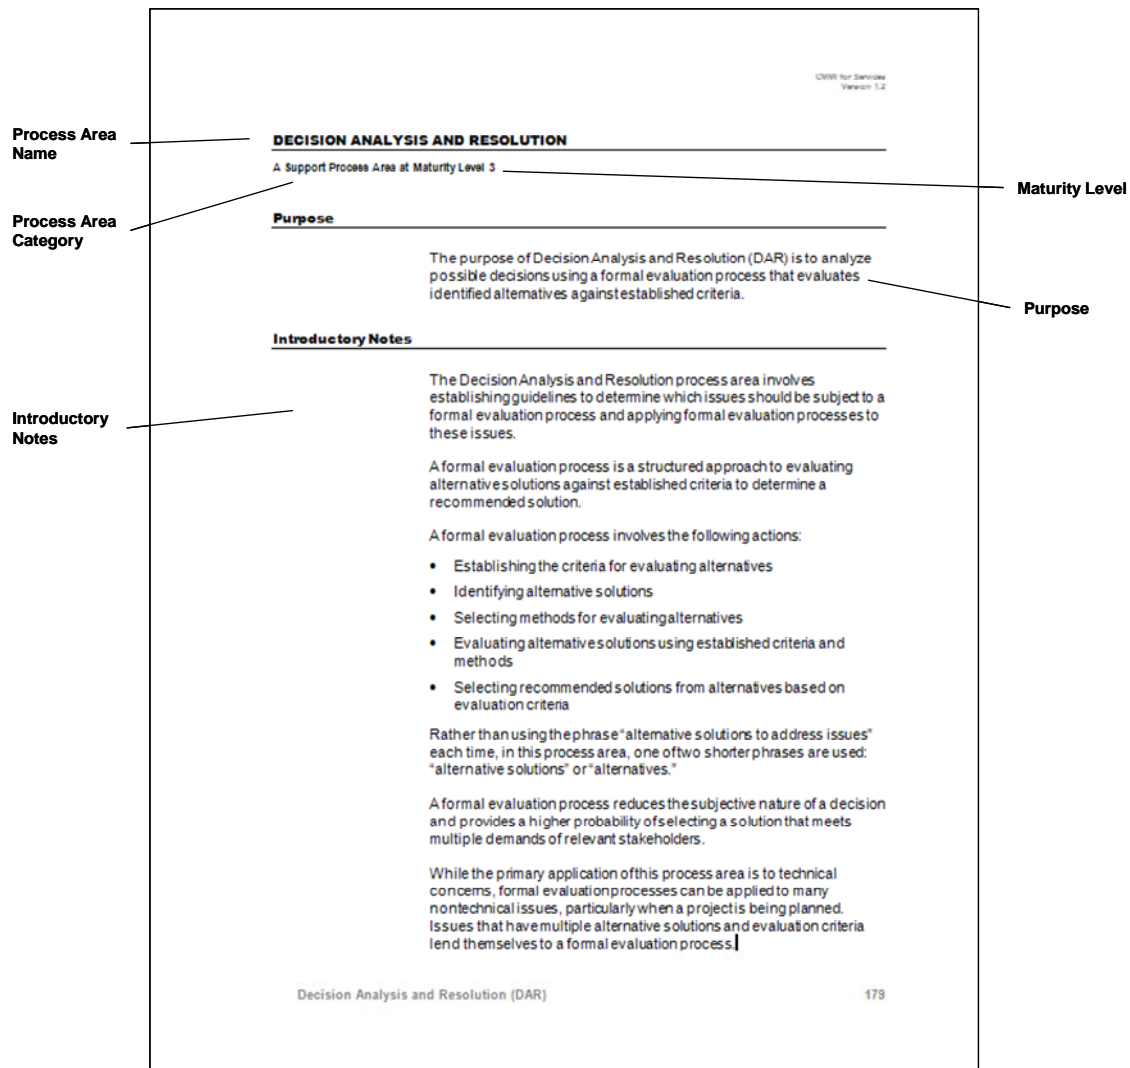 CMMI for Services
Version 1.2
Process Area
Name
DECISION ANALYSIS AND RESOLUTION
A Support Process Area at Maturity Level 3
Maturity Level
Process Area
Category
Purpose
The purpose of Decision Analysis and Resolution (DAR) is to analyze
possible decisions using a formal evaluation process that evaluates
identified alternatives against established criteria.
Purpose
Introductory Notes
The Decision Analysis and Resolution process area involves
establishing guidelines to determine which issues should be subject to a
formal evaluation process and applying formal evaluation processes to
these issues.
Introductory
Notes
A formal evaluation process is a structured approach to evaluating
alternative solutions against established criteria to determine a
recommended solution.
A formal evaluation process involves the following actions:
• Establishing the criteria for evaluating alternatives
• Identifying alternative solutions
• Selecting methods for evaluating alternatives
• Evaluating alternative solutions using established criteria and
methods
• Selecting recommended solutions from alternatives based on
evaluation criteria
Rather than using the phrase “alternative solutions to address issues”
each time, in this process area, one of two shorter phrases are used:
“alternative solutions” or “alternatives.”
A formal evaluation process reduces the subjective nature of a decision
and provides a higher probability of selecting a solution that meets
multiple demands of relevant stakeholders.
While the primary application of this process area is to technical
concerns, formal evaluation processes can be applied to many
nontechnical issues, particularly when a project is being planned.
Issues that have multiple alternative solutions and evaluation criteria
lend themselves to a formal evaluation process.
Decision Analysis and Resolution (DAR) 179